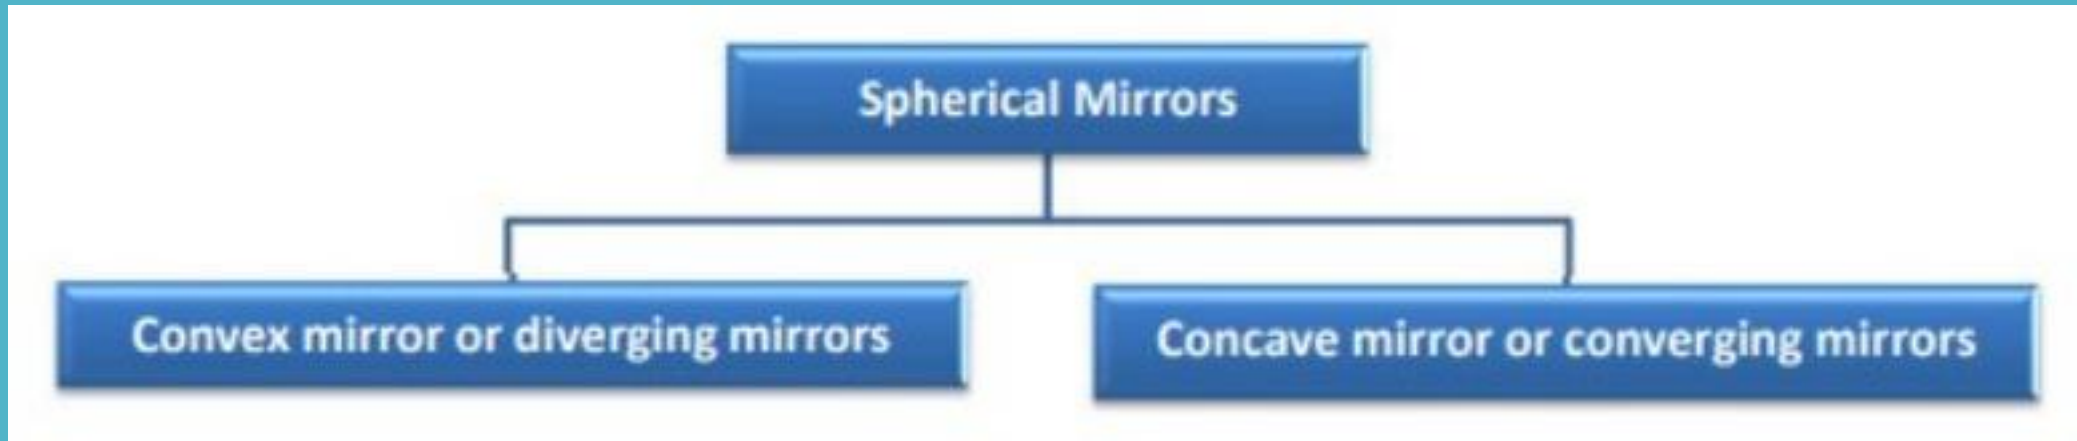 Spherical Mirrors
Convex mirror or diverging mirrors
Concave mirror or converging mirrors